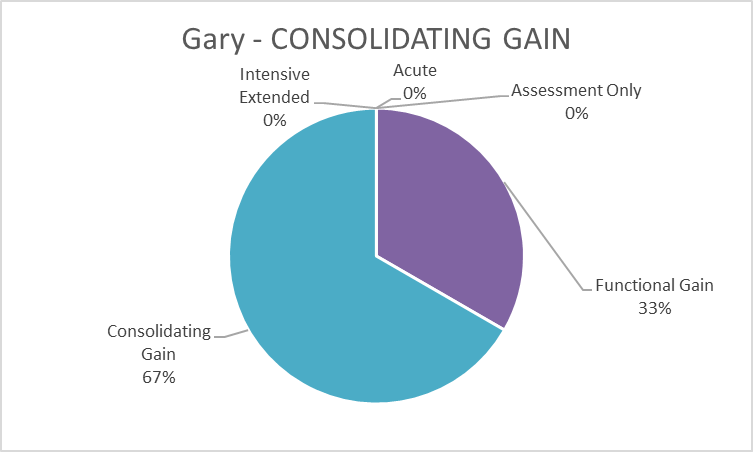 Gary - CONSOLIDATING GAIN
Intensive
Extended
0%
Acute
0%
Assessment Only
0%
Functional Gain
33%
Consolidating
Gain
67%